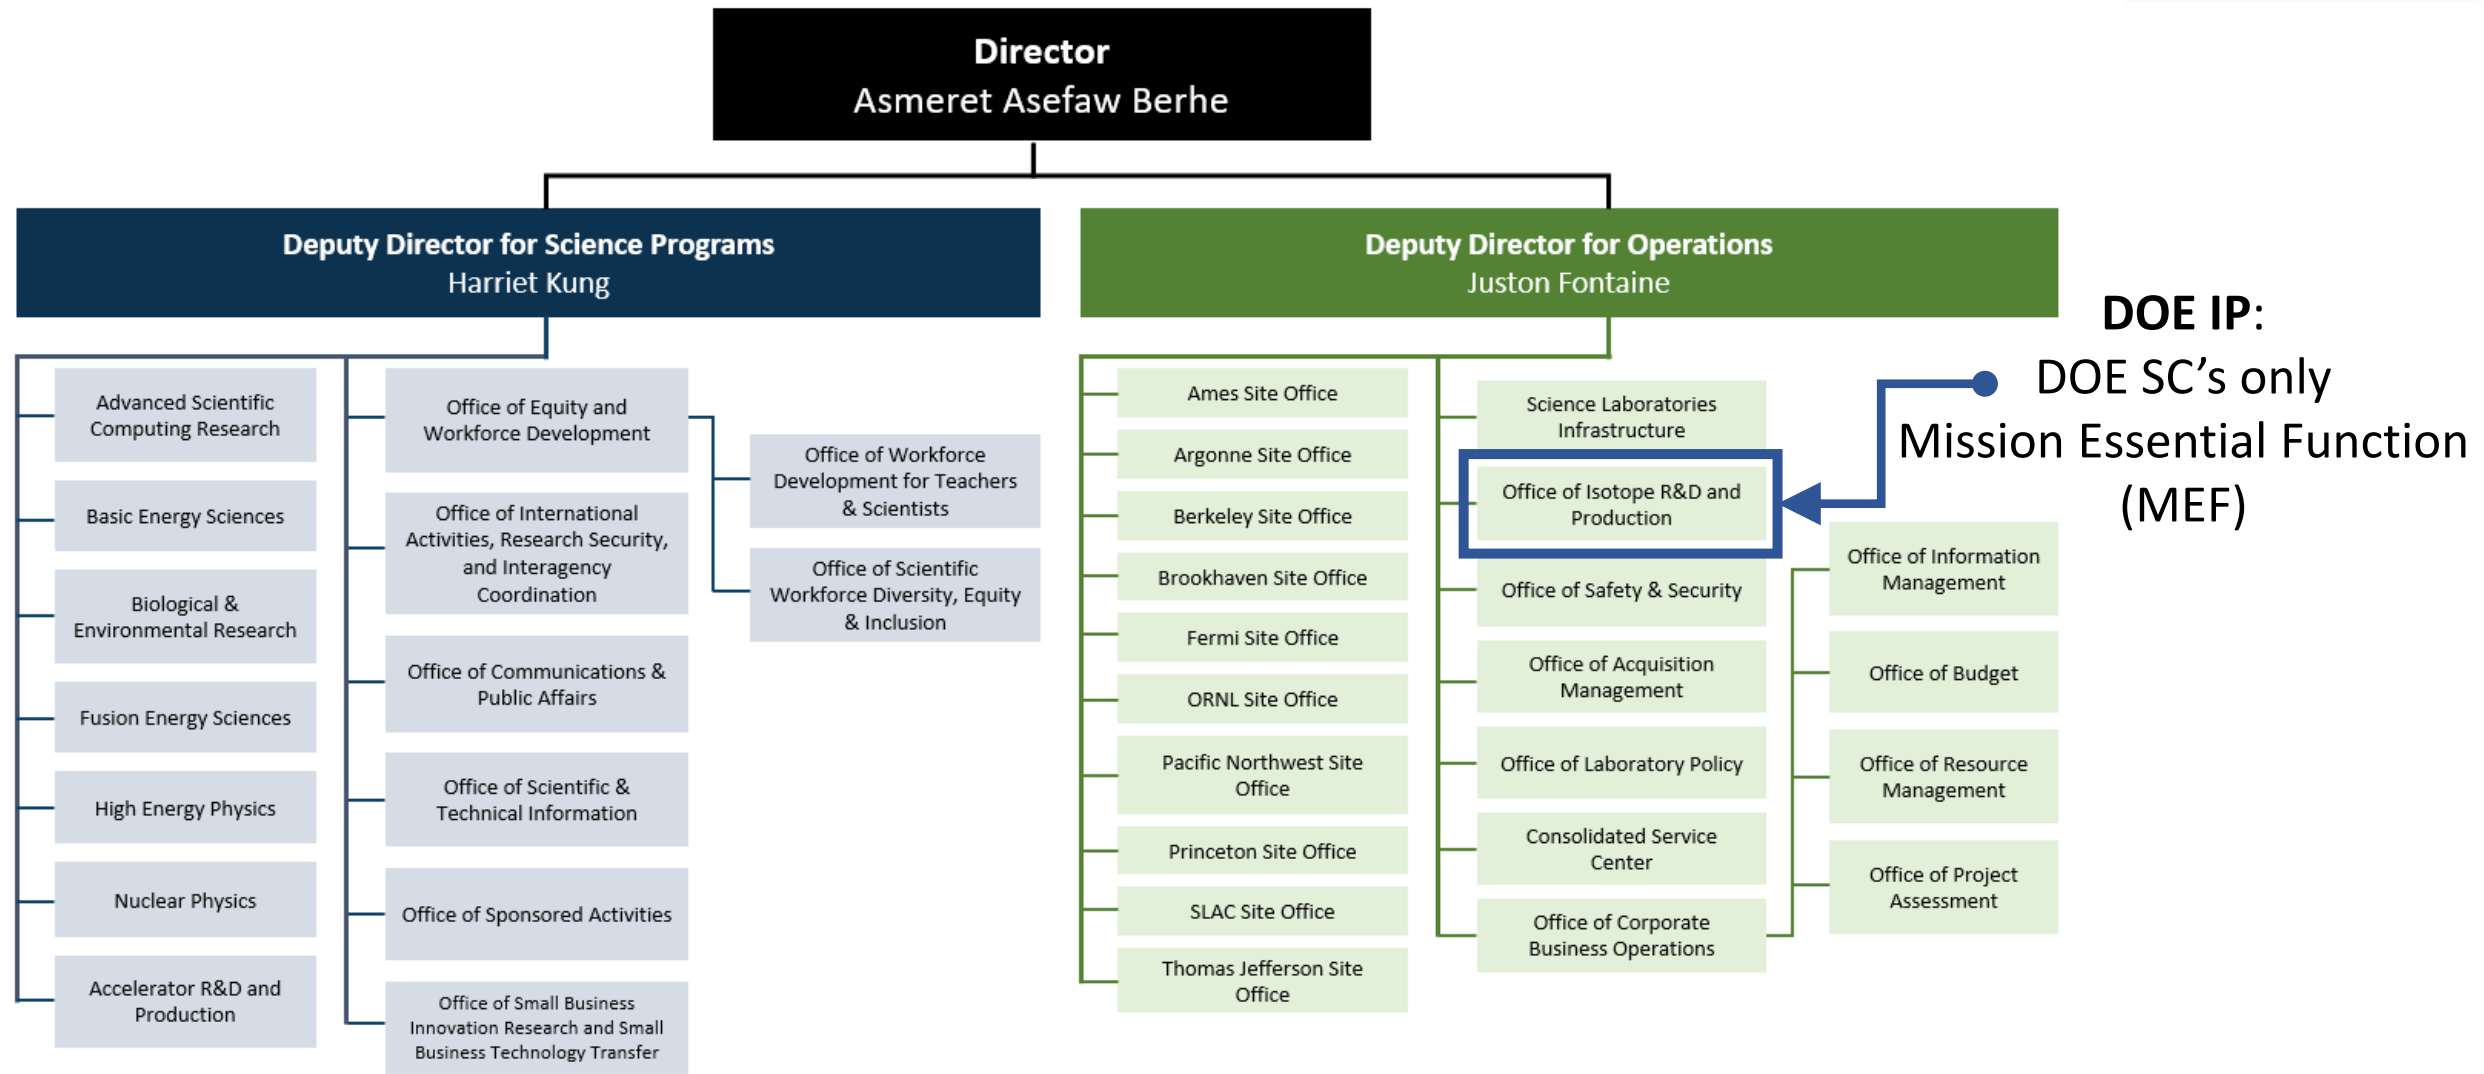 Director
Asmeret Asefaw Berhe
Deputy Director for Science Programs
Harriet Kung
Advanced Scientific
Computing Research
Basic Energy Sciences
Biological &
Environmental Research
Fusion Energy Sciences
High Energy Physics
Nuclear Physics
Accelerator R&D and
Production
Office of Equity and
Workforce Development
Office of International
Activities, Research Security,
and Interagency
Coordination
Office of Communications &
Public Affairs
Office of Scientific &
Technical Information
Office of Sponsored Activities
Office of Small Business
Innovation Research and Small
Business Technology Transfer
Office of Workforce
Development for Teachers
& Scientists
Office of Scientific
Workforce Diversity, Equity
& Inclusion
Deputy Director for Operations
Juston Fontaine
Ames Site Office
Argonne Site Office
Berkeley Site Office
Brookhaven Site Office
Fermi Site Office
ORNL Site Office
Pacific Northwest Site
Office
Princeton Site Office
SLAC Site Office
Thomas Jefferson Site
Office
Science Laboratories
Infrastructure
Office of Isotope R&D and
Production
Office of Safety & Security
Office of Acquisition
Management
Office of Laboratory Policy
Consolidated Service
Center
Office of Corporate
Business Operations
Office of Information
Management
Office of Budget
Office of Resource
Management
Office of Project
Assessment
DOE IP:
DOE SC’s only
Mission Essential Function
(MEF)